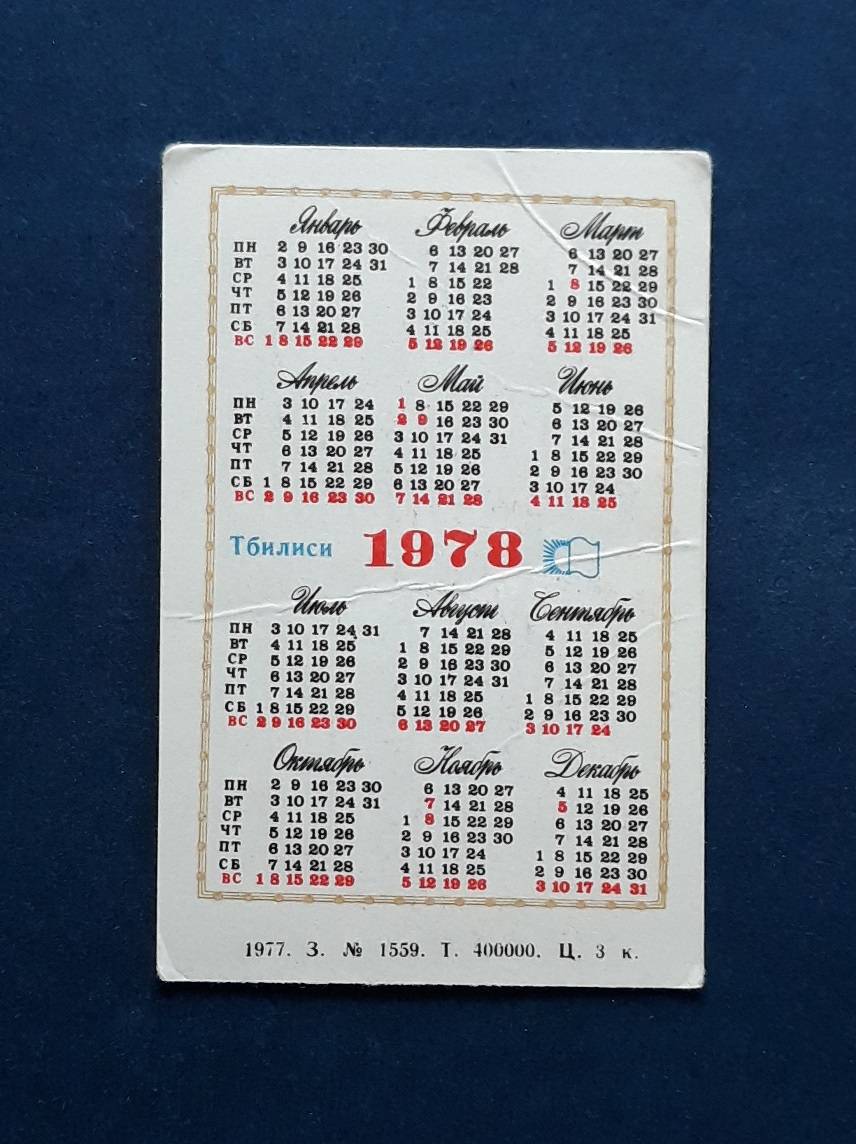 Январь Февраль Март
ПН 2 9 16 23 30 6 13 20 27 6 13 20 27
ВТ 3 10 17 24 31 7 14 21 28 7 14 21 28
СР 4 11 18 25 1 8 15 22 1 8 15 22 29
ЧТ 5 12 19 26 2 9 16 23 2 9 16 23 30
ПТ 6 13 20 27 3 10 17 24 3 10 17 24 31
СБ 7 14 21 28 4 11 18 25 4 11 18 25
ВС 1 8 15 22 29 5 12 19 26 5 12 19 26
Апрель Май Июнь
ПН 3 10 17 24 1 8 15 22 29 5 12 19 26
ВТ 4 11 18 25 2 9 16 23 30 6 13 20 27
СР 5 12 19 26 3 10 17 24 31 7 14 21 28
ЧТ 6 13 20 27 4 11 18 25 1 8 15 22 29
ПТ 7 14 21 28 5 12 19 26 2 9 16 23 30
СБ 1 8 15 22 29 6 13 20 27 3 10 17 24
ВС 2 9 16 23 30 7 14 21 28 4 11 18 25
Тбилиси 1978
Июль Август Сентябрь
ПН 3 10 17 24 31 7 14 21 28 4 11 18 25
ВТ 4 11 18 25 1 8 15 22 29 5 12 19 26
СР 5 12 19 26 2 9 16 23 30 6 13 20 27
ЧТ 6 13 20 27 3 10 17 24 31 7 14 21 28
ПТ 7 14 21 28 4 11 18 25 1 8 15 22 29
СБ 1 8 15 22 29 5 12 19 26 2 9 16 23 30
ВС 2 9 16 23 30 6 13 20 27 3 10 17 24
Октябрь Ноябрь Декабрь
ПН 2 9 16 23 30 6 13 20 27 4 11 18 25
ВТ 3 10 17 24 31 7 14 21 28 5 12 19 26
СР 4 11 18 25 1 8 15 22 29 6 13 20 27
ЧТ 5 12 19 26 2 9 16 23 30 7 14 21 28
ПТ 6 13 20 27 3 10 17 24 1 8 15 22 29
СБ 7 14 21 28 4 11 18 25 2 9 16 23 30
ВС 1 8 15 22 29 5 12 19 26 3 10 17 24 31
1977. З. № 1559. Т. 400000. Ц. 3 к.